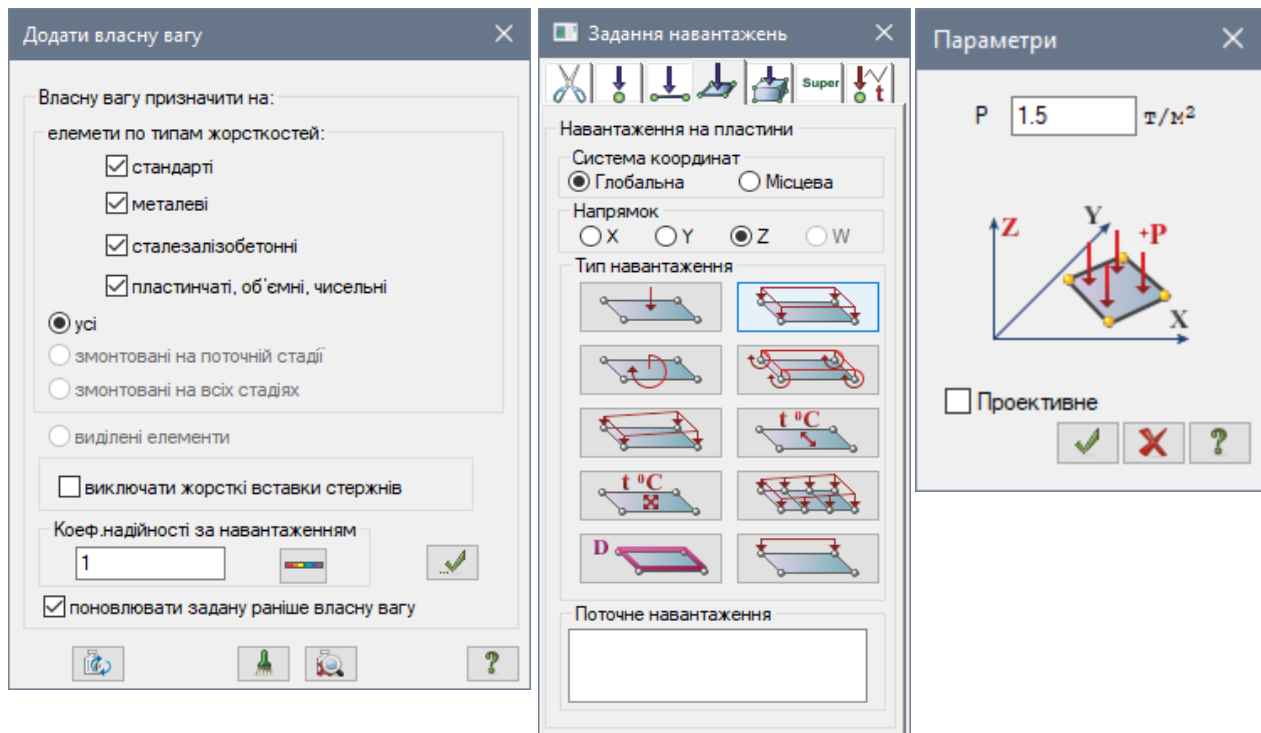 Додати власну вагу
Власну вагу призначити на:
елемети по типам жорсткостей:
стандарті
металеві
сталезалізобетонні
пластинчаті, об'ємні, чисельні
усі
змонтовані на поточній стадії
змонтовані на всіх стадіях
виділені елементи
виключати жорсткі вставки стержнів
Коеф.надійності за навантаженням
1
поновлювати задану раніше власну вагу
?
Задання навантажень
Super
t
Навантаження на пластини
Система координат
Глобальна Місцева
Напрямок
X Y Z W
Тип навантаження
t °C
t °C
D
Поточне навантаження
Параметри
P 1.5 т/м²
Z
Y
+P
X
Проективне
?